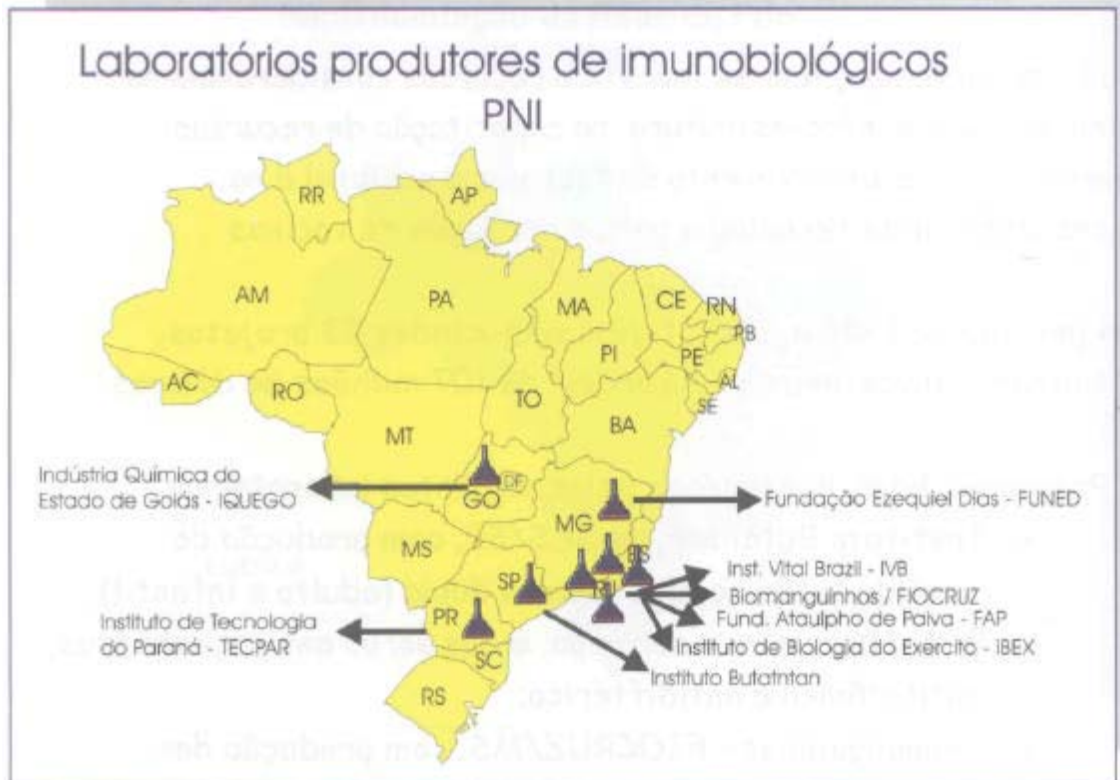 Laboratórios produtores de imunobiológicos
PNI
RR
AP
AM
PA
MA
CE
RN
PB
PI
PE
AC
RO
TO
AL
SE
MT
BA
Indústria Química do
Estado de Goiás - IQUEGO
DF
GO
Fundação Ezequiel Dias - FUNED
MG
MS
ES
SP
RJ
Inst. Vital Brazil - IVB
Biomanguinhos / FIOCRUZ
Fund. Ataulpho de Paiva - FAP
Instituto de Biologia do Exército - IBEX
Instituto Butatntan
Instituto de Tecnologia
do Paraná - TECPAR
PR
SC
RS